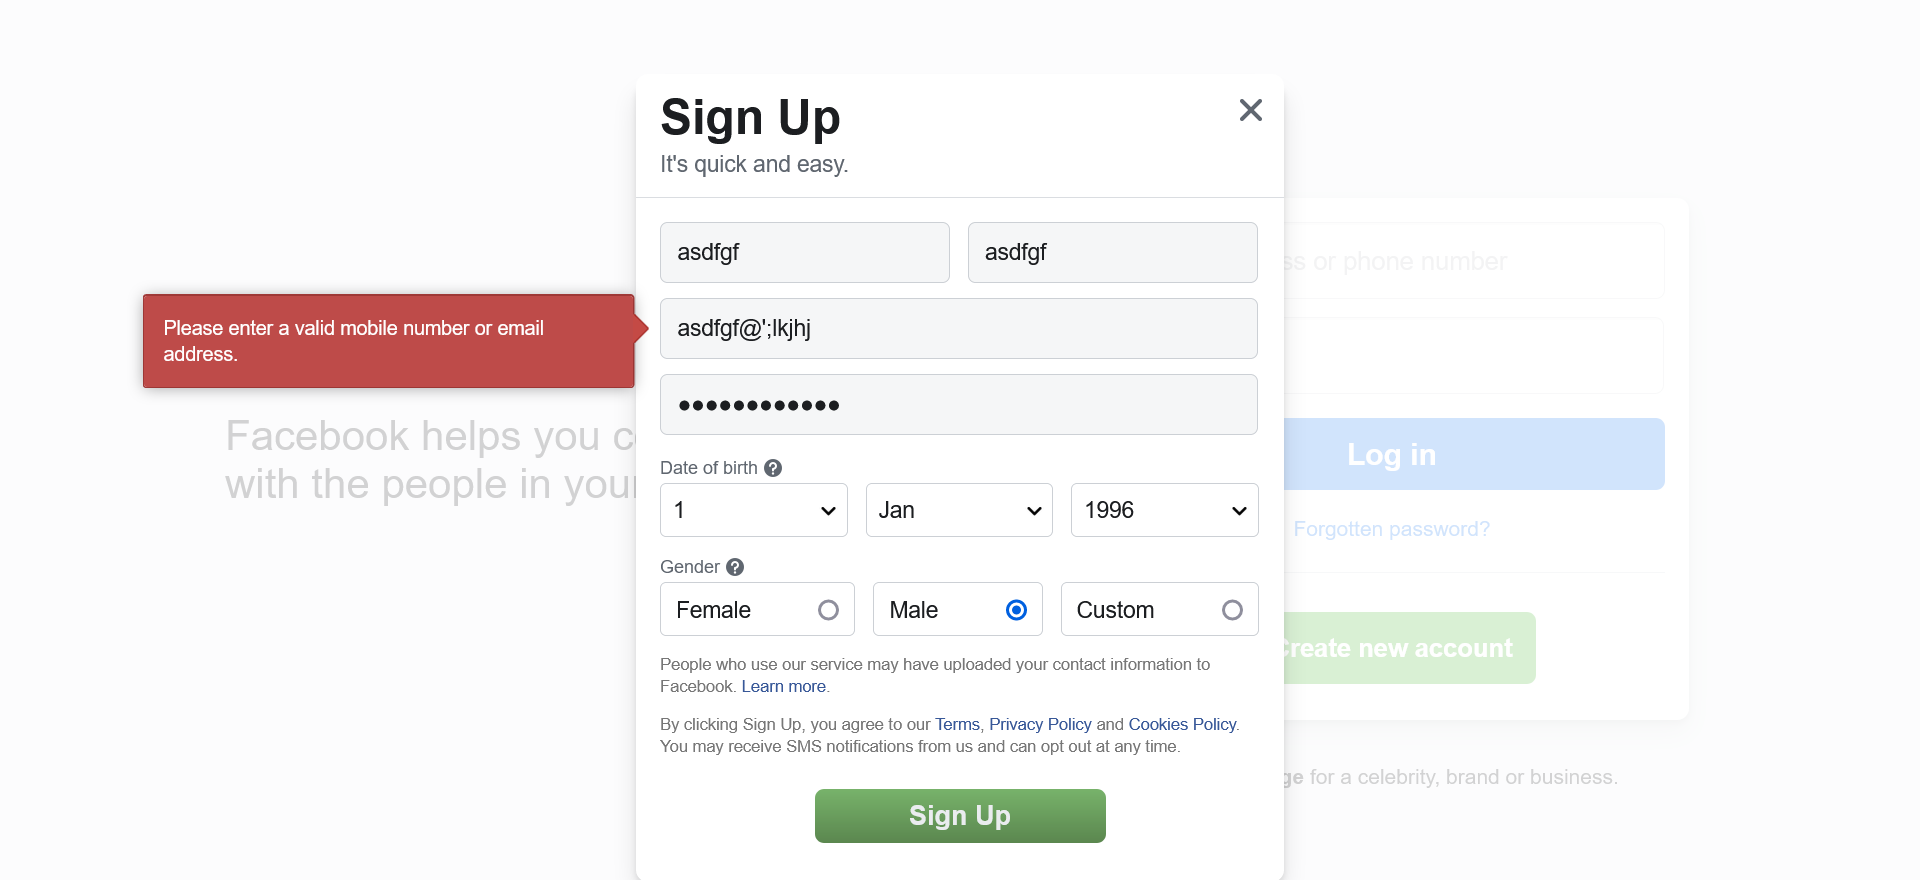 Sign Up
It's quick and easy.
asdfgf
asdfgf
asdfgf@';lkjhj
Please enter a valid mobile number or email
address.
••••••••••••
Date of birth ?
1
Jan
1996
Gender ?
Female
Male
Custom
People who use our service may have uploaded your contact information to
Facebook. Learn more.
By clicking Sign Up, you agree to our Terms, Privacy Policy and Cookies Policy.
You may receive SMS notifications from us and can opt out at any time.
Sign Up
Facebook helps you
with the people in your
or phone number
Log in
Forgotten password?
Create new account
for a celebrity, brand or business.